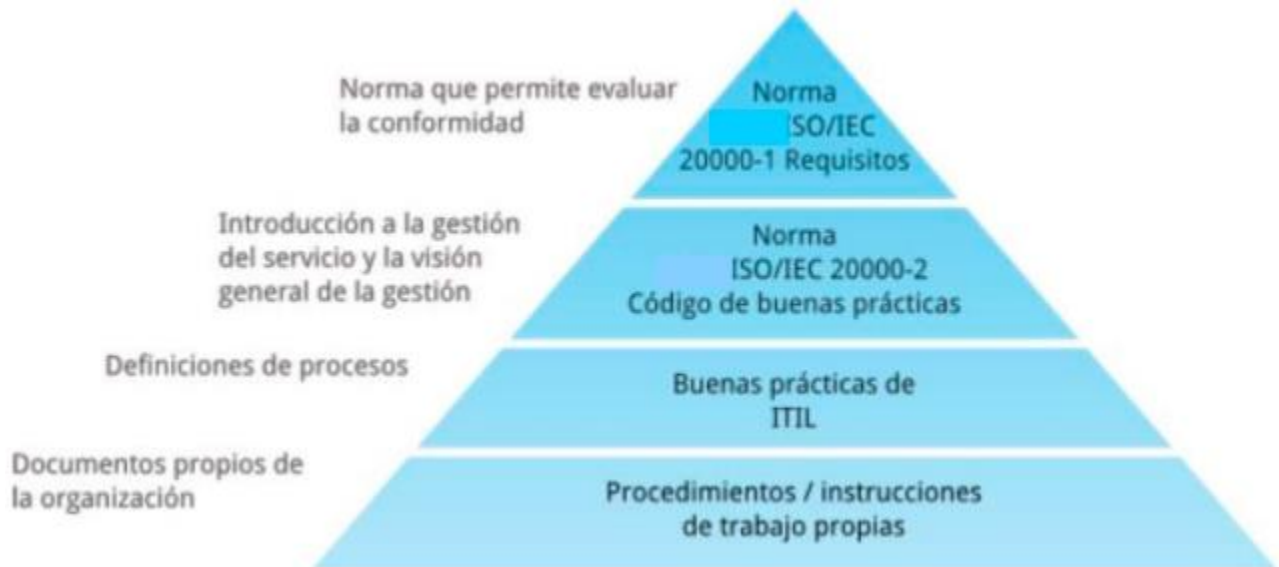 Norma que permite evaluar
la conformidad
Norma
ISO/IEC
20000-1 Requisitos
Introducción a la gestión
del servicio y la visión
general de la gestión
Norma
ISO/IEC 20000-2
Código de buenas prácticas
Definiciones de procesos
Buenas prácticas de
ITIL
Documentos propios de
la organización
Procedimientos / instrucciones
de trabajo propias